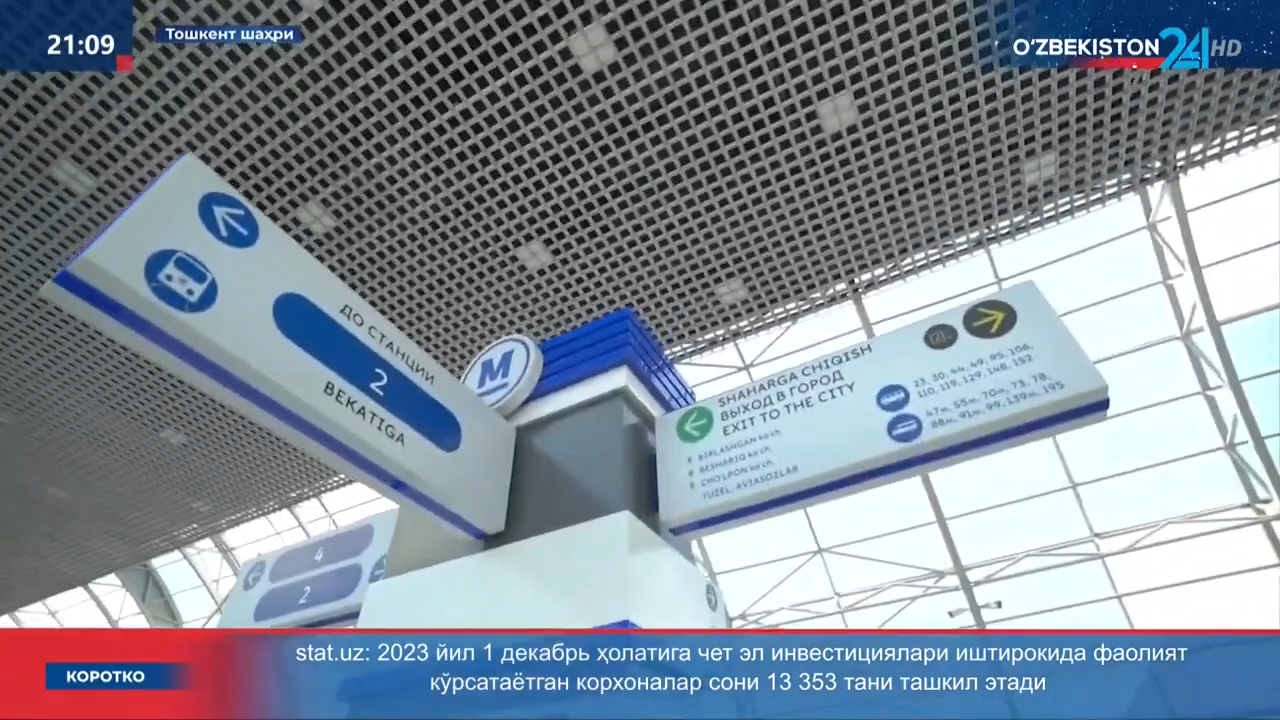 21:09
Тошкент шаҳри
O'ZBEKISTON 24 HD
ДО СТАНЦИИ
2
BEKATIGA
M
SHAHARGA CHIQISH
ВЫХОД В ГОРОД
EXIT TO THE CITY
BIRLASHGAN ko'ch.
BESHARIQ ko'ch.
CHO'LPON ko'ch.
TUZEL, AVIASOZLAR
23, 30, 44, 49, 95, 106,
110, 119, 129, 148, 152
47м, 55м, 70м, 73, 78,
88м, 91м, 99, 139м, 195
4
2
КОРОТКО
stat.uz: 2023 йил 1 декабрь ҳолатига чет эл инвестициялари иштирокида фаолият
кўрсатаётган корхоналар сони 13 353 тани ташкил этади